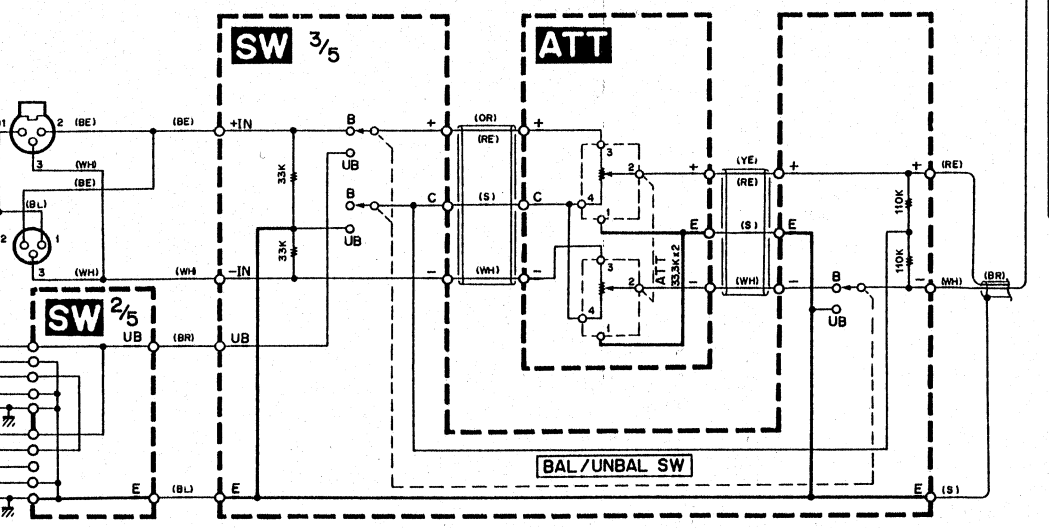 SW 3/5
ATT
1 2 (BE) (BE) +IN B + (OR) +
(RE)
3 (WH) 33K UB 3 2 + (YE) + + (RE)
(BE) B C (S) C 4 (RE) 110K
(BL) UB 1 E (S) E
2 1 33K
3 (WH) (WH) -IN - (WH) - 3 2 ATT 33.3K×2 - (WH) - B 110K - (WH) (BR)
SW 2/5 4 UB
UB (BR) UB 1
BAL/UNBAL SW
E (BL) E E (S)